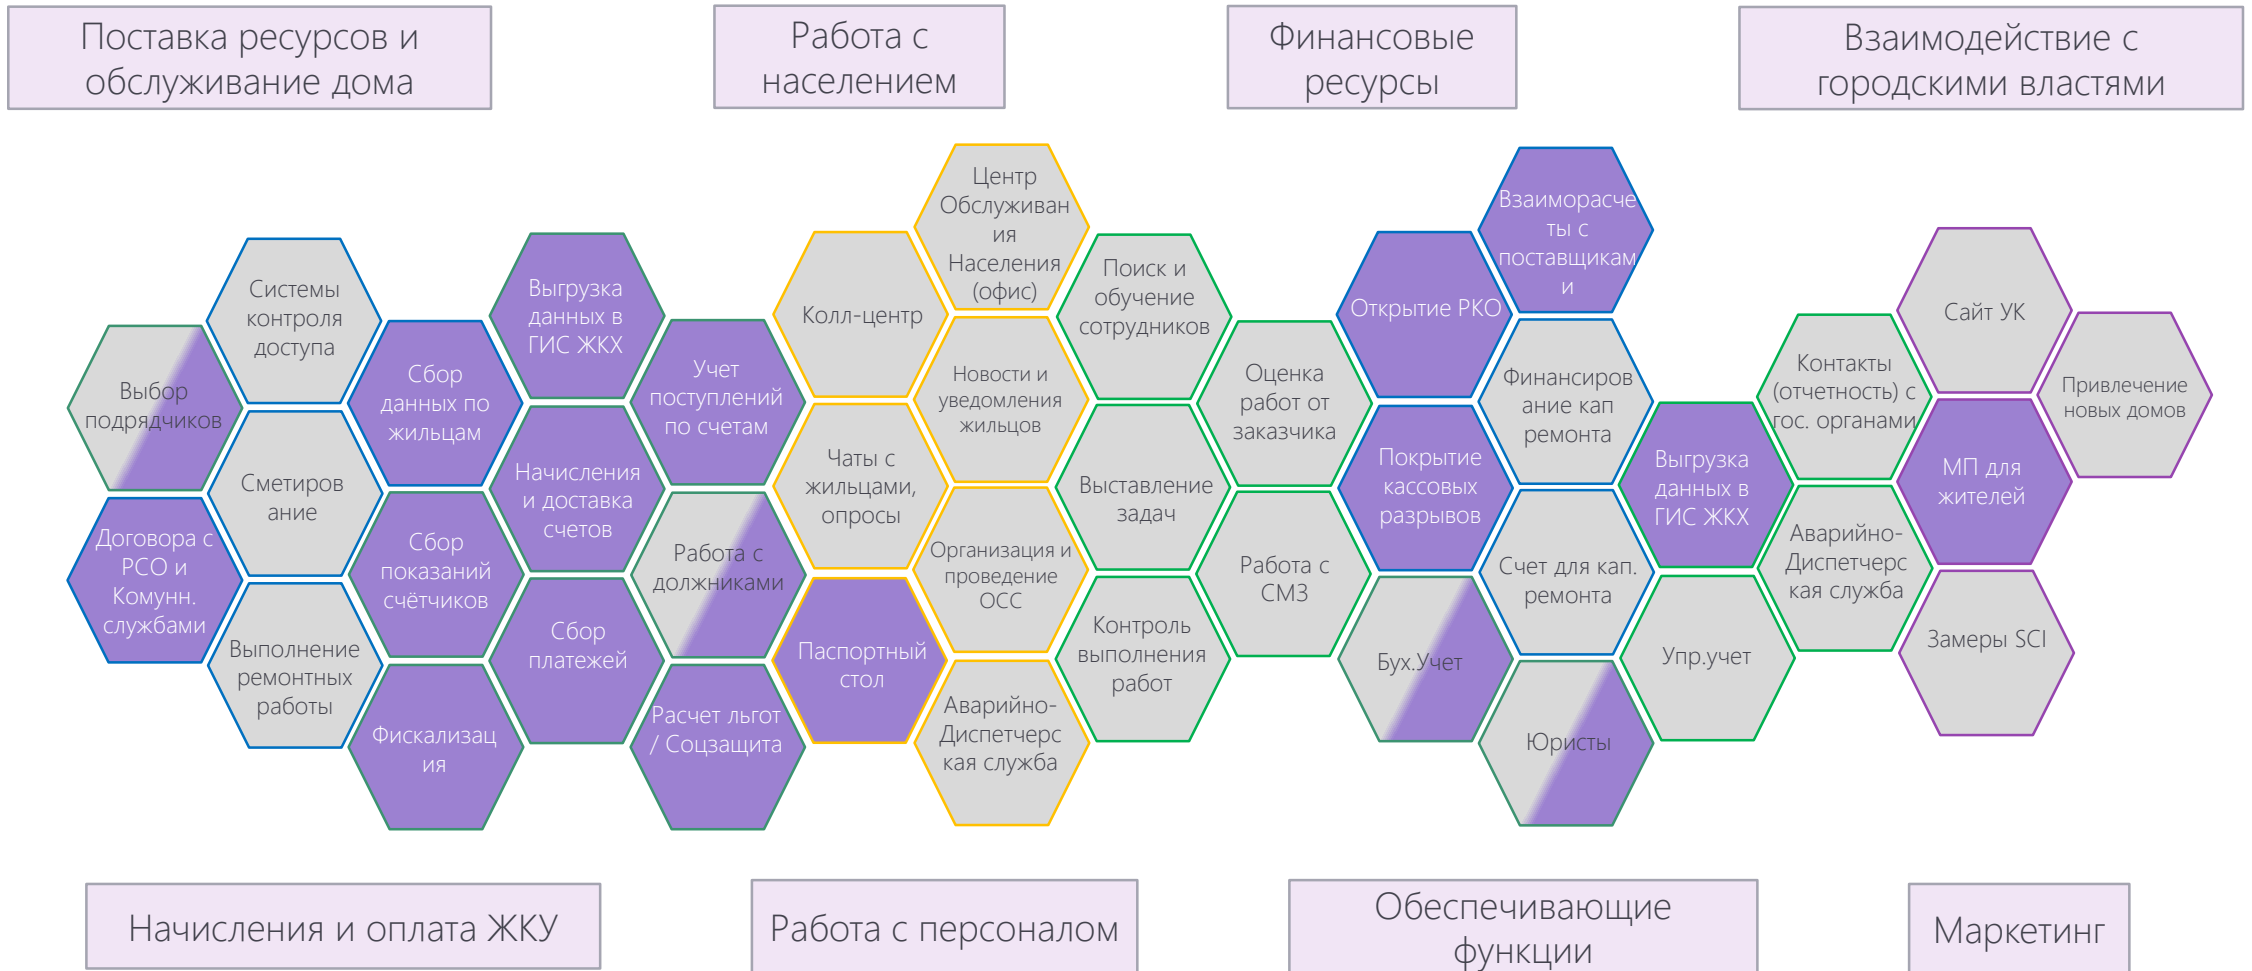 Поставка ресурсов и
обслуживание дома
Работа с
населением
Финансовые
ресурсы
Взаимодействие с
городскими властями
Выбор
подрядчиков
Договора с
РСО и
Комунн.
службами
Системы
контроля
доступа
Сметиров
ание
Выполнение
ремонтных
работы
Сбор
данных по
жильцам
Сбор
показаний
счётчиков
Фискализац
ия
Выгрузка
данных в
ГИС ЖКХ
Начисления
и доставка
счетов
Сбор
платежей
Учет
поступлений
по счетам
Работа с
должниками
Расчет льгот
/ Соцзащита
Колл-центр
Чаты с
жильцами,
опросы
Паспортный
стол
Центр
Обслуживан
ия
Населения
(офис)
Новости и
уведомления
жильцов
Организация и
проведение
ОСС
Аварийно-
Диспетчерс
кая служба
Поиск и
обучение
сотрудников
Выставление
задач
Контроль
выполнения
работ
Оценка
работ от
заказчика
Работа с
СМЗ
Открытие РКО
Покрытие
кассовых
разрывов
Бух.Учет
Взаиморасче
ты с
поставщикам
и
Финансиров
ание кап
ремонта
Счет для кап.
ремонта
Юристы
Выгрузка
данных в
ГИС ЖКХ
Упр.учет
Контакты
(отчетность) с
гос. органами
Аварийно-
Диспетчерс
кая служба
Сайт УК
МП для
жителей
Замеры SCI
Привлечение
новых домов
Начисления и оплата ЖКУ
Работа с персоналом
Обеспечивающие
функции
Маркетинг